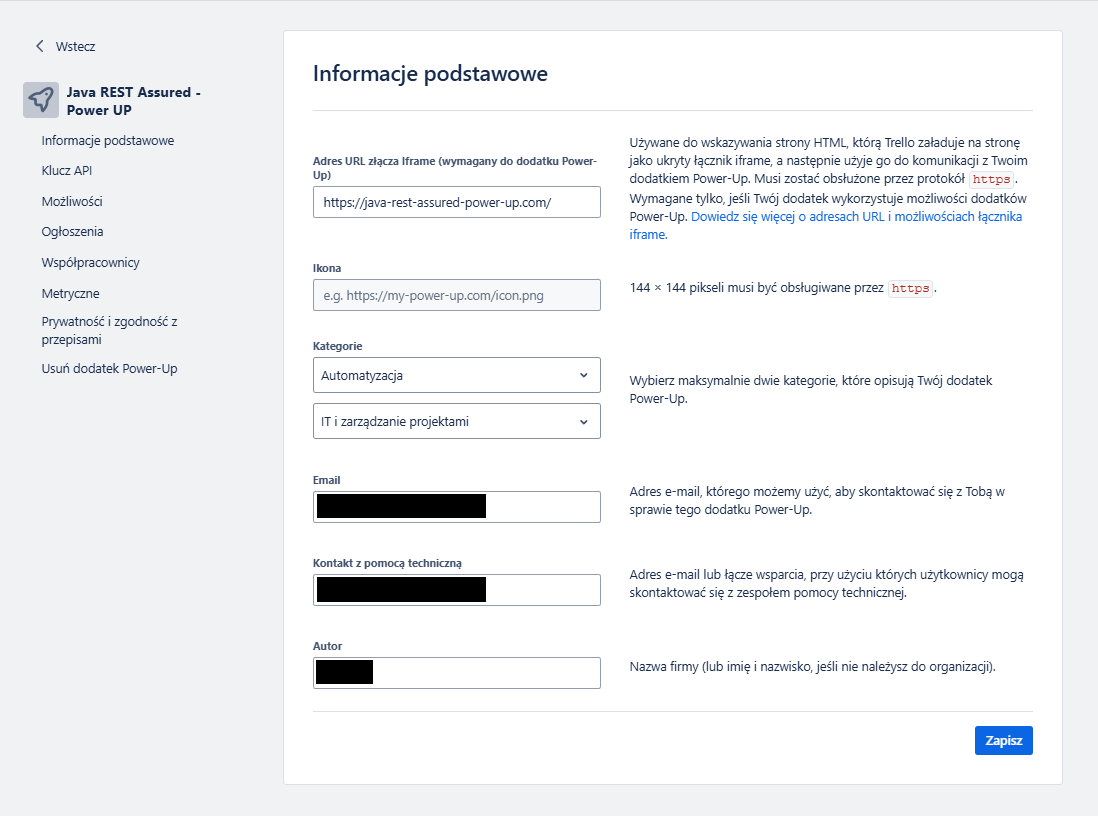 Wstecz
Java REST Assured -
Power UP
Informacje podstawowe
Klucz API
Możliwości
Ogłoszenia
Współpracownicy
Metryczne
Prywatność i zgodność z
przepisami
Usuń dodatek Power-Up
Informacje podstawowe
Adres URL złącza Iframe (wymagany do dodatku Power-
Up)
https://java-rest-assured-power-up.com/
Używane do wskazywania strony HTML, którą Trello załaduje na stronę
jako ukryty łącznik iframe, a następnie użyje go do komunikacji z Twoim
dodatkiem Power-Up. Musi zostać obsłużone przez protokół https.
Wymagane tylko, jeśli Twój dodatek wykorzystuje możliwości dodatków
Power-Up. Dowiedz się więcej o adresach URL i możliwościach łącznika
iframe.
Ikona
e.g. https://my-power-up.com/icon.png
144 × 144 pikseli musi być obsługiwane przez https.
Kategorie
Automatyzacja
IT i zarządzanie projektami
Wybierz maksymalnie dwie kategorie, które opisują Twój dodatek
Power-Up.
Email
Adres e-mail, którego możemy użyć, aby skontaktować się z Tobą w
sprawie tego dodatku Power-Up.
Kontakt z pomocą techniczną
Adres e-mail lub łącze wsparcia, przy użyciu których użytkownicy mogą
skontaktować się z zespołem pomocy technicznej.
Autor
Nazwa firmy (lub imię i nazwisko, jeśli nie należysz do organizacji).
Zapisz